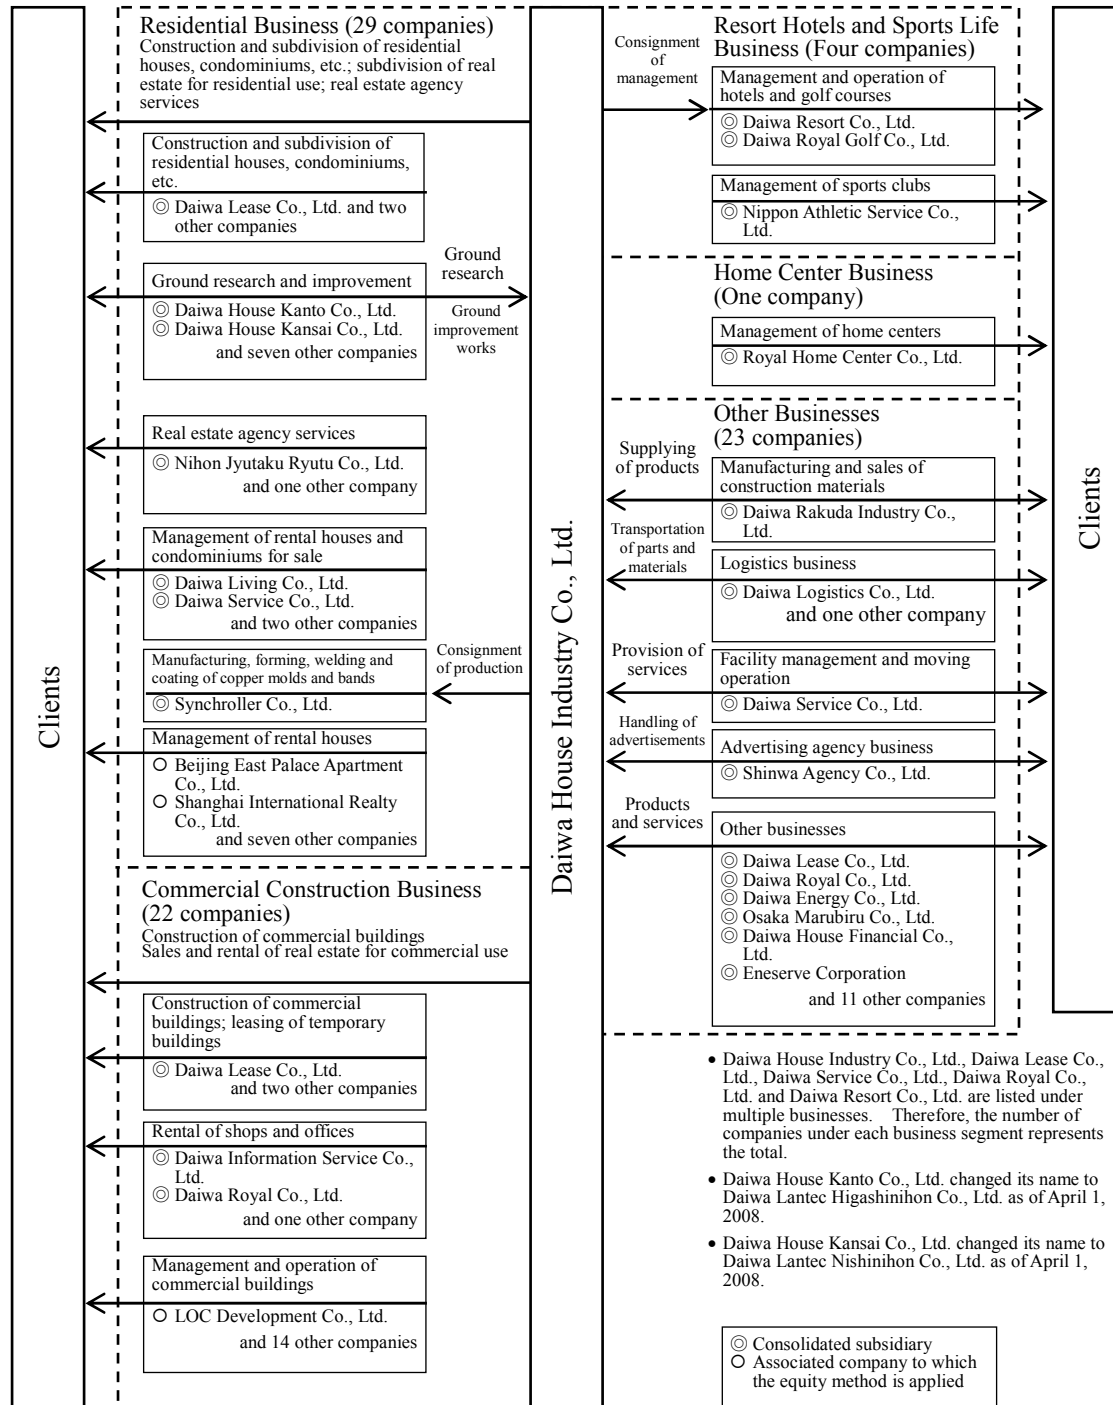 Clients
Residential Business (29 companies)
Construction and subdivision of residential
houses, condominiums, etc.; subdivision of real
estate for residential use; real estate agency
services
Construction and subdivision of
residential houses, condominiums,
etc.
◎ Daiwa Lease Co., Ltd. and two
other companies
Ground research and improvement
◎ Daiwa House Kanto Co., Ltd.
◎ Daiwa House Kansai Co., Ltd.
and seven other companies
Ground
research
Ground
improvement
works
Real estate agency services
◎ Nihon Jyutaku Ryutu Co., Ltd.
and one other company
Management of rental houses and
condominiums for sale
◎ Daiwa Living Co., Ltd.
◎ Daiwa Service Co., Ltd.
and two other companies
Manufacturing, forming, welding and
coating of copper molds and bands
◎ Synchroller Co., Ltd.
Consignment
of production
Management of rental houses
○ Beijing East Palace Apartment
Co., Ltd.
○ Shanghai International Realty
Co., Ltd.
and seven other companies
Commercial Construction Business
(22 companies)
Construction of commercial buildings
Sales and rental of real estate for commercial use
Construction of commercial
buildings; leasing of temporary
buildings
◎ Daiwa Lease Co., Ltd.
and two other companies
Rental of shops and offices
◎ Daiwa Information Service Co.,
Ltd.
◎ Daiwa Royal Co., Ltd.
and one other company
Management and operation of
commercial buildings
○ LOC Development Co., Ltd.
and 14 other companies
Daiwa House Industry Co., Ltd.
Consignment
of
management
Resort Hotels and Sports Life
Business (Four companies)
Management and operation of
hotels and golf courses
◎ Daiwa Resort Co., Ltd.
◎ Daiwa Royal Golf Co., Ltd.
Management of sports clubs
◎ Nippon Athletic Service Co.,
Ltd.
Home Center Business
(One company)
Management of home centers
◎ Royal Home Center Co., Ltd.
Other Businesses
(23 companies)
Supplying
of products
Manufacturing and sales of
construction materials
◎ Daiwa Rakuda Industry Co.,
Ltd.
Transportation
of parts and
materials
Logistics business
◎ Daiwa Logistics Co., Ltd.
and one other company
Provision of
services
Facility management and moving
operation
◎ Daiwa Service Co., Ltd.
Handling of
advertisements
Advertising agency business
◎ Shinwa Agency Co., Ltd.
Products
and services
Other businesses
◎ Daiwa Lease Co., Ltd.
◎ Daiwa Royal Co., Ltd.
◎ Daiwa Energy Co., Ltd.
◎ Osaka Marubiru Co., Ltd.
◎ Daiwa House Financial Co.,
Ltd.
◎ Eneserve Corporation
and 11 other companies
Clients
• Daiwa House Industry Co., Ltd., Daiwa Lease Co.,
Ltd., Daiwa Service Co., Ltd., Daiwa Royal Co.,
Ltd. and Daiwa Resort Co., Ltd. are listed under
multiple businesses. Therefore, the number of
companies under each business segment represents
the total.
• Daiwa House Kanto Co., Ltd. changed its name to
Daiwa Lantec Higashinihon Co., Ltd. as of April 1,
2008.
• Daiwa House Kansai Co., Ltd. changed its name to
Daiwa Lantec Nishinihon Co., Ltd. as of April 1,
2008.
◎ Consolidated subsidiary
○ Associated company to which
the equity method is applied